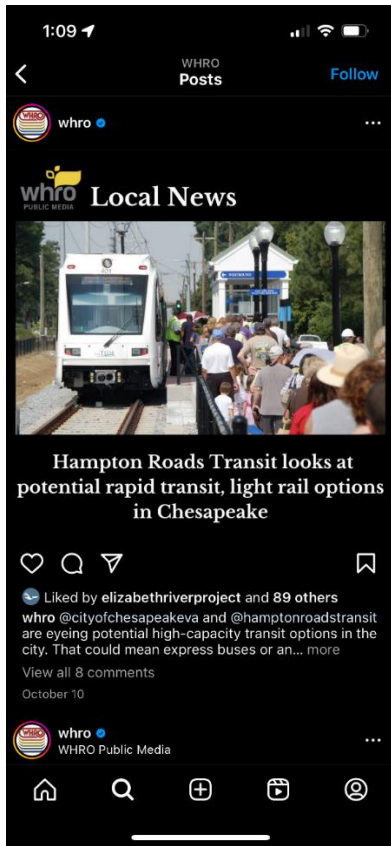 1:09
WHRO
Posts
Follow
WHRO
whro
...
whro
PUBLIC MEDIA
Local News
401
Hampton Roads Transit looks at
potential rapid transit, light rail options
in Chesapeake
Liked by elizabethriverproject and 89 others
whro @cityofchesapeakeva and @hamptonroadstransit
are eyeing potential high-capacity transit options in the
city. That could mean express buses or an... more
View all 8 comments
October 10
WHRO
whro
...
WHRO Public Media